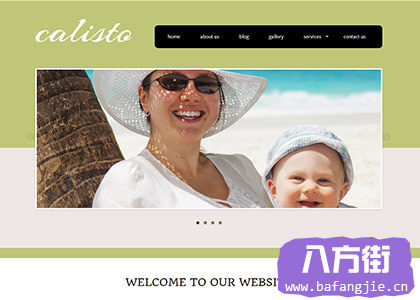 calisto
home about us blog gallery services contact us
WELCOME TO OUR WEBSI
八方街
www.bafangjie.cn